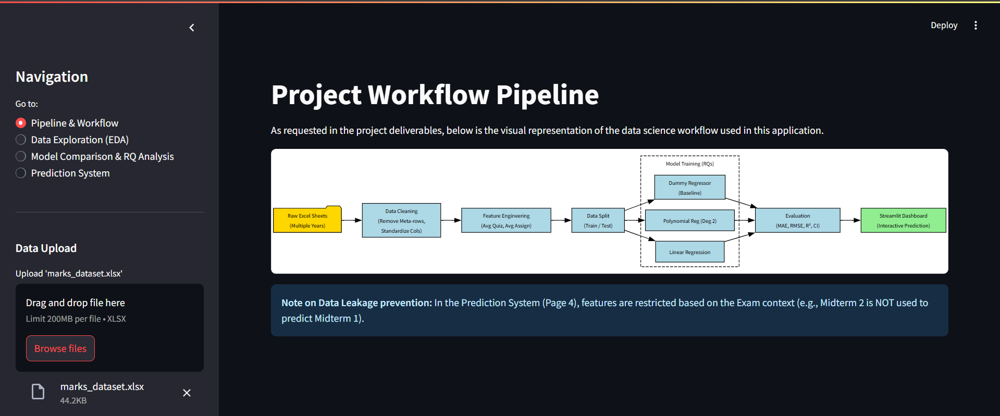 Deploy
Navigation
Go to:
Pipeline & Workflow
Data Exploration (EDA)
Model Comparison & RQ Analysis
Prediction System
Data Upload
Upload 'marks_dataset.xlsx'
Drag and drop file here
Limit 200MB per file • XLSX
Browse files
marks_dataset.xlsx
44.2KB
Project Workflow Pipeline
As requested in the project deliverables, below is the visual representation of the data science workflow used in this application.
Raw Excel Sheets
(Multiple Years)
Data Cleaning
(Remove Meta-rows,
Standardize Cols)
Feature Engineering
(Avg Quiz, Avg Assign)
Data Split
(Train / Test)
Model Training (RQs)
Dummy Regressor
(Baseline)
Polynomial Reg (Deg 2)
Linear Regression
Evaluation
(MAE, RMSE, R², CI)
Streamlit Dashboard
(Interactive Prediction)
Note on Data Leakage prevention: In the Prediction System (Page 4), features are restricted based on the Exam context (e.g., Midterm 2 is NOT used to
predict Midterm 1).